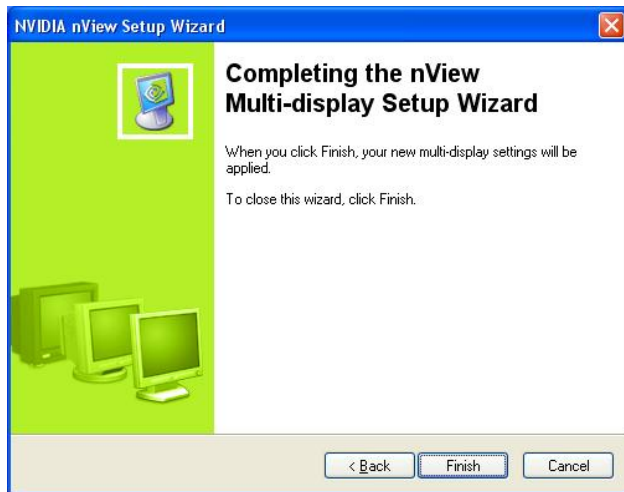 NVIDIA nView Setup Wizard
Completing the nView
Multi-display Setup Wizard
When you click Finish, your new multi-display settings will be
applied.
To close this wizard, click Finish.
< Back
Finish
Cancel